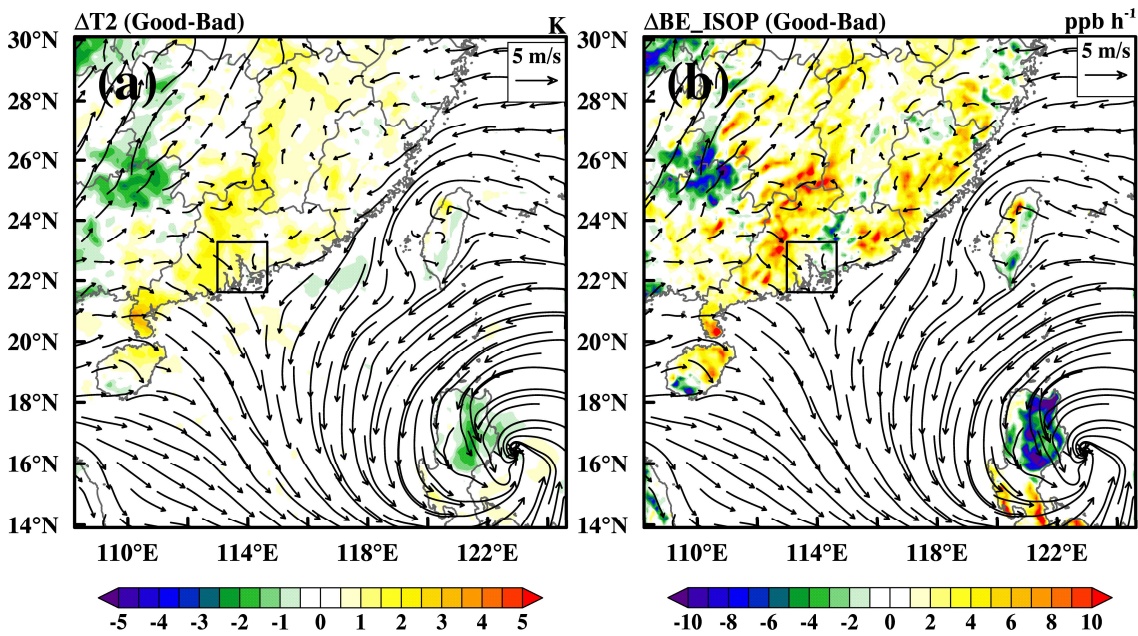 ΔT2 (Good-Bad) K
ΔBE_ISOP (Good-Bad) ppb h⁻¹
(a)
(b)
5 m/s
5 m/s
30°N
28°N
26°N
24°N
22°N
20°N
18°N
16°N
14°N
30°N
28°N
26°N
24°N
22°N
20°N
18°N
16°N
14°N
110°E 114°E 118°E 122°E
110°E 114°E 118°E 122°E
-5 -4 -3 -2 -1 0 1 2 3 4 5
-10 -8 -6 -4 -2 0 2 4 6 8 10